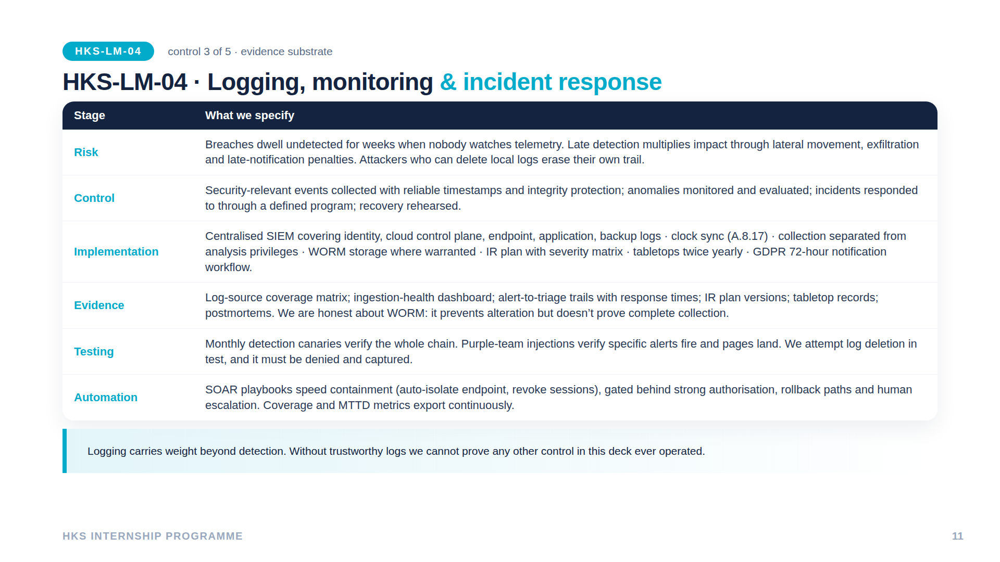 HKS-LM-04
control 3 of 5 · evidence substrate
HKS-LM-04 · Logging, monitoring & incident response
Stage
What we specify
Risk
Breaches dwell undetected for weeks when nobody watches telemetry. Late detection multiplies impact through lateral movement, exfiltration
and late-notification penalties. Attackers who can delete local logs erase their own trail.
Control
Security-relevant events collected with reliable timestamps and integrity protection; anomalies monitored and evaluated; incidents responded
to through a defined program; recovery rehearsed.
Implementation
Centralised SIEM covering identity, cloud control plane, endpoint, application, backup logs · clock sync (A.8.17) · collection separated from
analysis privileges · WORM storage where warranted · IR plan with severity matrix · tabletops twice yearly · GDPR 72-hour notification
workflow.
Evidence
Log-source coverage matrix; ingestion-health dashboard; alert-to-triage trails with response times; IR plan versions; tabletop records;
postmortems. We are honest about WORM: it prevents alteration but doesn’t prove complete collection.
Testing
Monthly detection canaries verify the whole chain. Purple-team injections verify specific alerts fire and pages land. We attempt log deletion in
test, and it must be denied and captured.
Automation
SOAR playbooks speed containment (auto-isolate endpoint, revoke sessions), gated behind strong authorisation, rollback paths and human
escalation. Coverage and MTTD metrics export continuously.
Logging carries weight beyond detection. Without trustworthy logs we cannot prove any other control in this deck ever operated.
HKS INTERNSHIP PROGRAMME
11